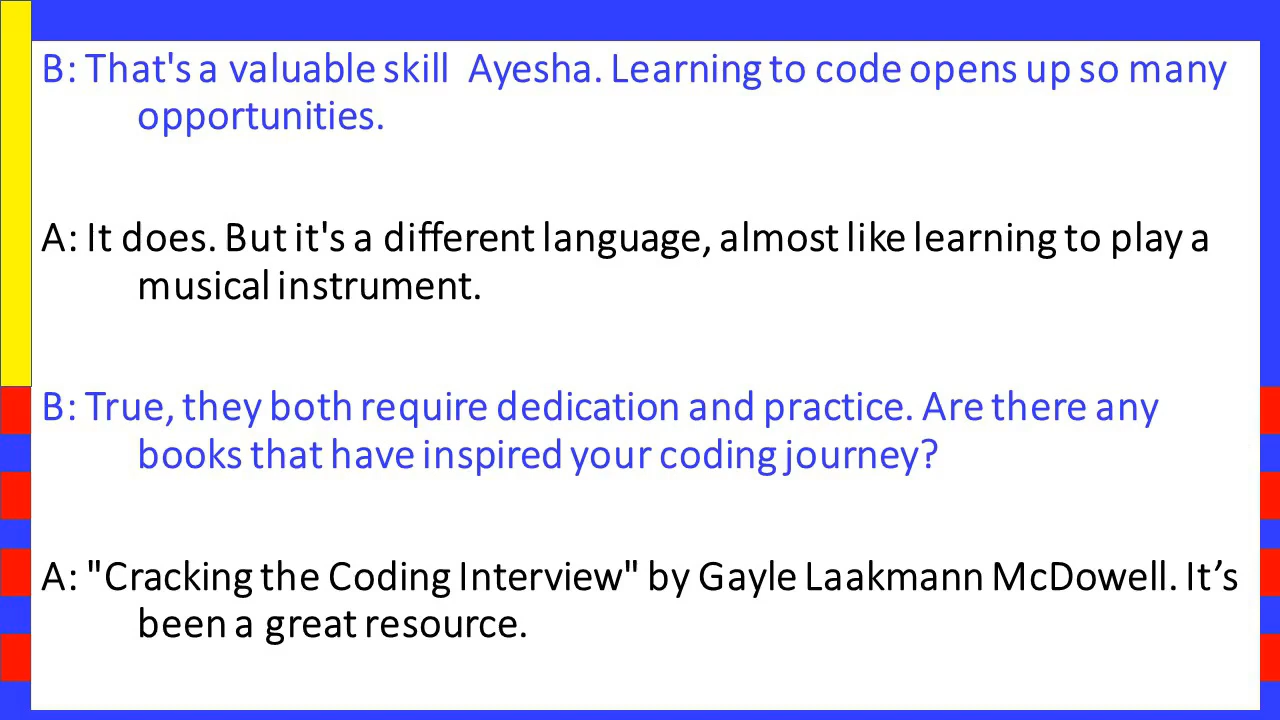 B: That's a valuable skill  Ayesha. Learning to code opens up so many
opportunities.
A: It does. But it's a different language, almost like learning to play a
musical instrument.
B: True, they both require dedication and practice. Are there any
books that have inspired your coding journey?
A: "Cracking the Coding Interview" by Gayle Laakmann McDowell. It’s
been a great resource.